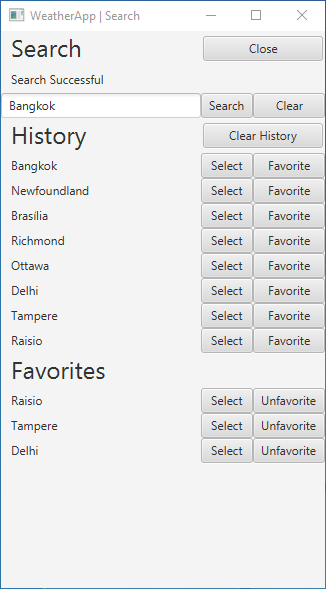 WeatherApp | Search
Search Close
Search Successful
Bangkok Search Clear
History Clear History
Bangkok Select Favorite
Newfoundland Select Favorite
Brasília Select Favorite
Richmond Select Favorite
Ottawa Select Favorite
Delhi Select Favorite
Tampere Select Favorite
Raisio Select Favorite
Favorites
Raisio Select Unfavorite
Tampere Select Unfavorite
Delhi Select Unfavorite